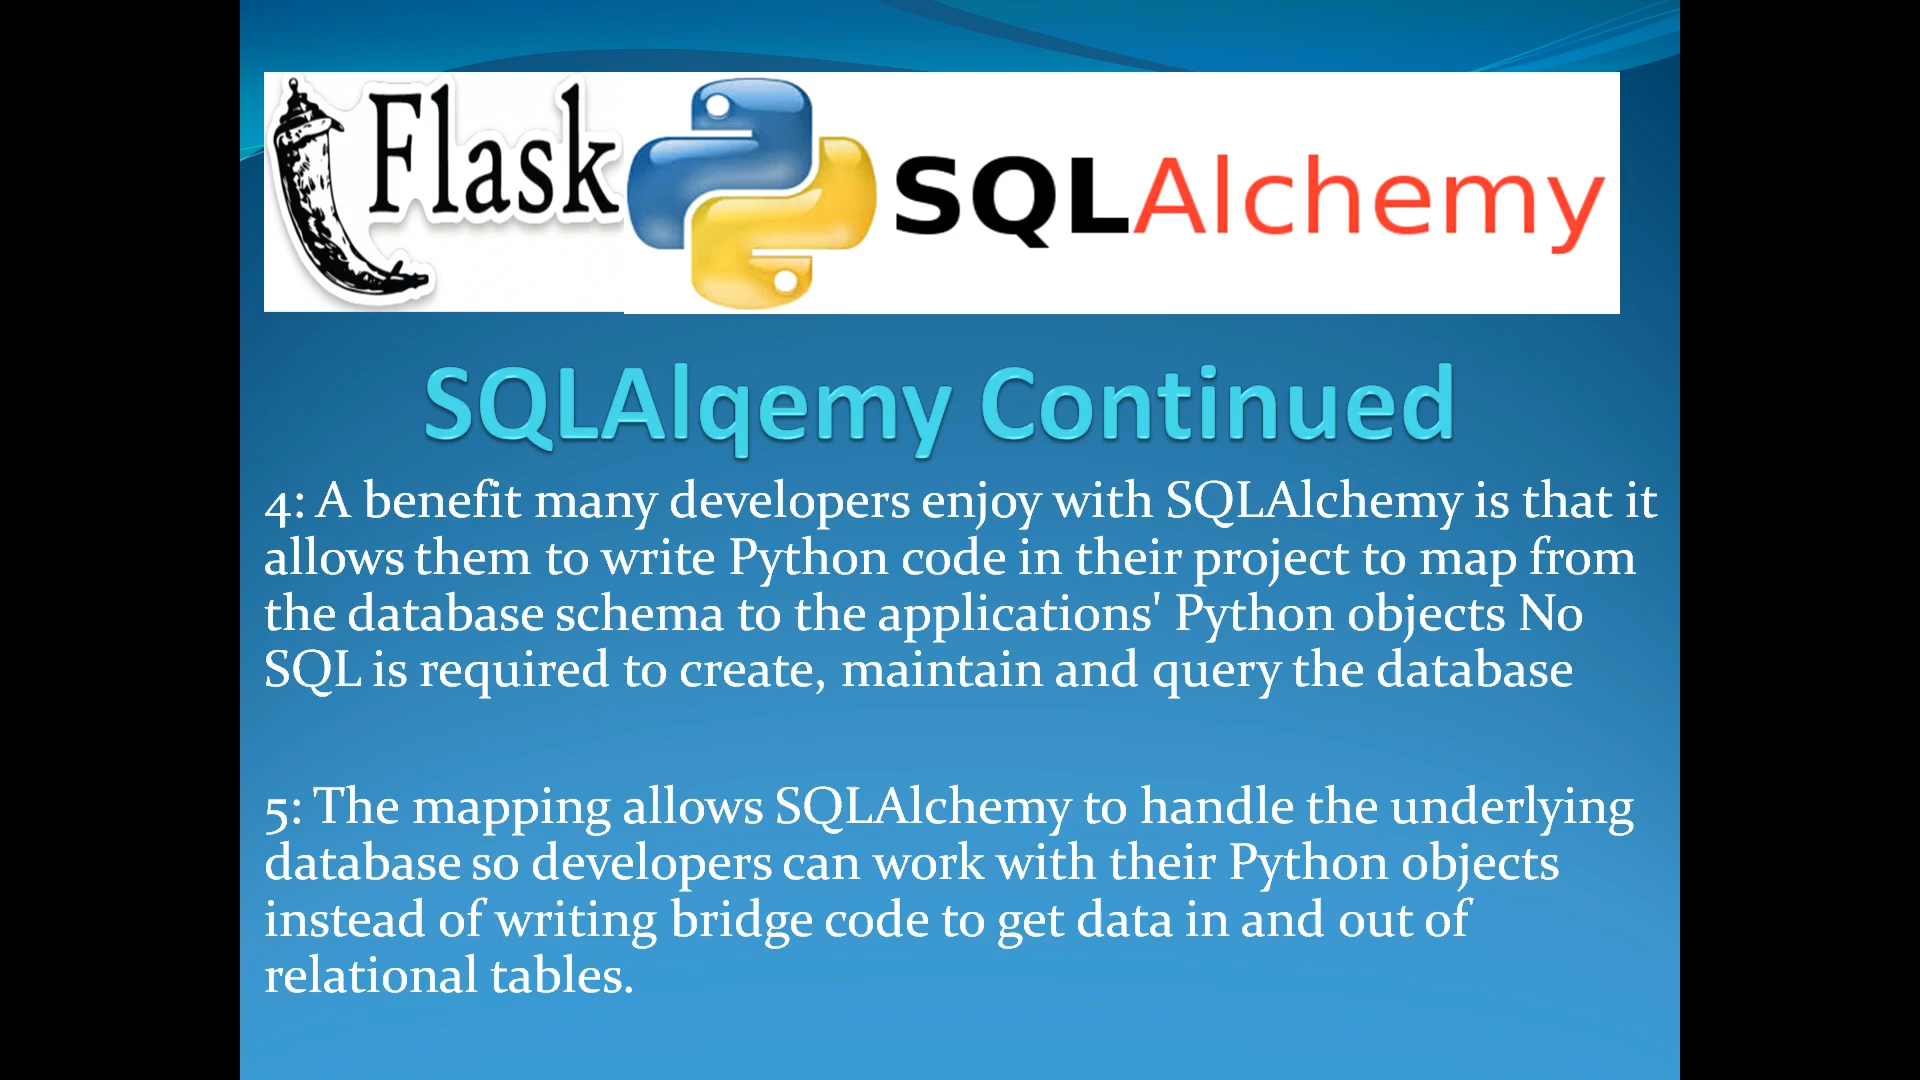 Flask
SQLAlchemy
SQLAlqemy Continued
4: A benefit many developers enjoy with SQLAlchemy is that it
allows them to write Python code in their project to map from
the database schema to the applications' Python objects No
SQL is required to create, maintain and query the database
5: The mapping allows SQLAlchemy to handle the underlying
database so developers can work with their Python objects
instead of writing bridge code to get data in and out of
relational tables.